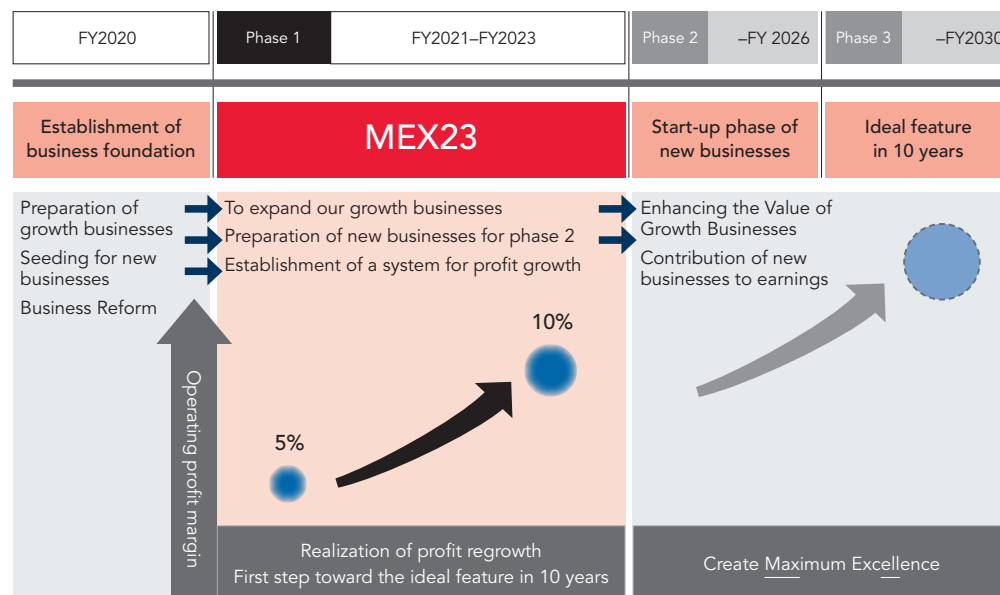 FY2020
Phase 1
FY2021–FY2023
Phase 2
–FY 2026
Phase 3
–FY2030
Establishment of
business foundation
MEX23
Start-up phase of
new businesses
Ideal feature
in 10 years
Preparation of
growth businesses
Seeding for new
businesses
Business Reform
To expand our growth businesses
Preparation of new businesses for phase 2
Establishment of a system for profit growth
Enhancing the Value of
Growth Businesses
Contribution of new
businesses to earnings
Operating profit margin
5%
10%
Realization of profit regrowth
First step toward the ideal feature in 10 years
Create Maximum Excellence